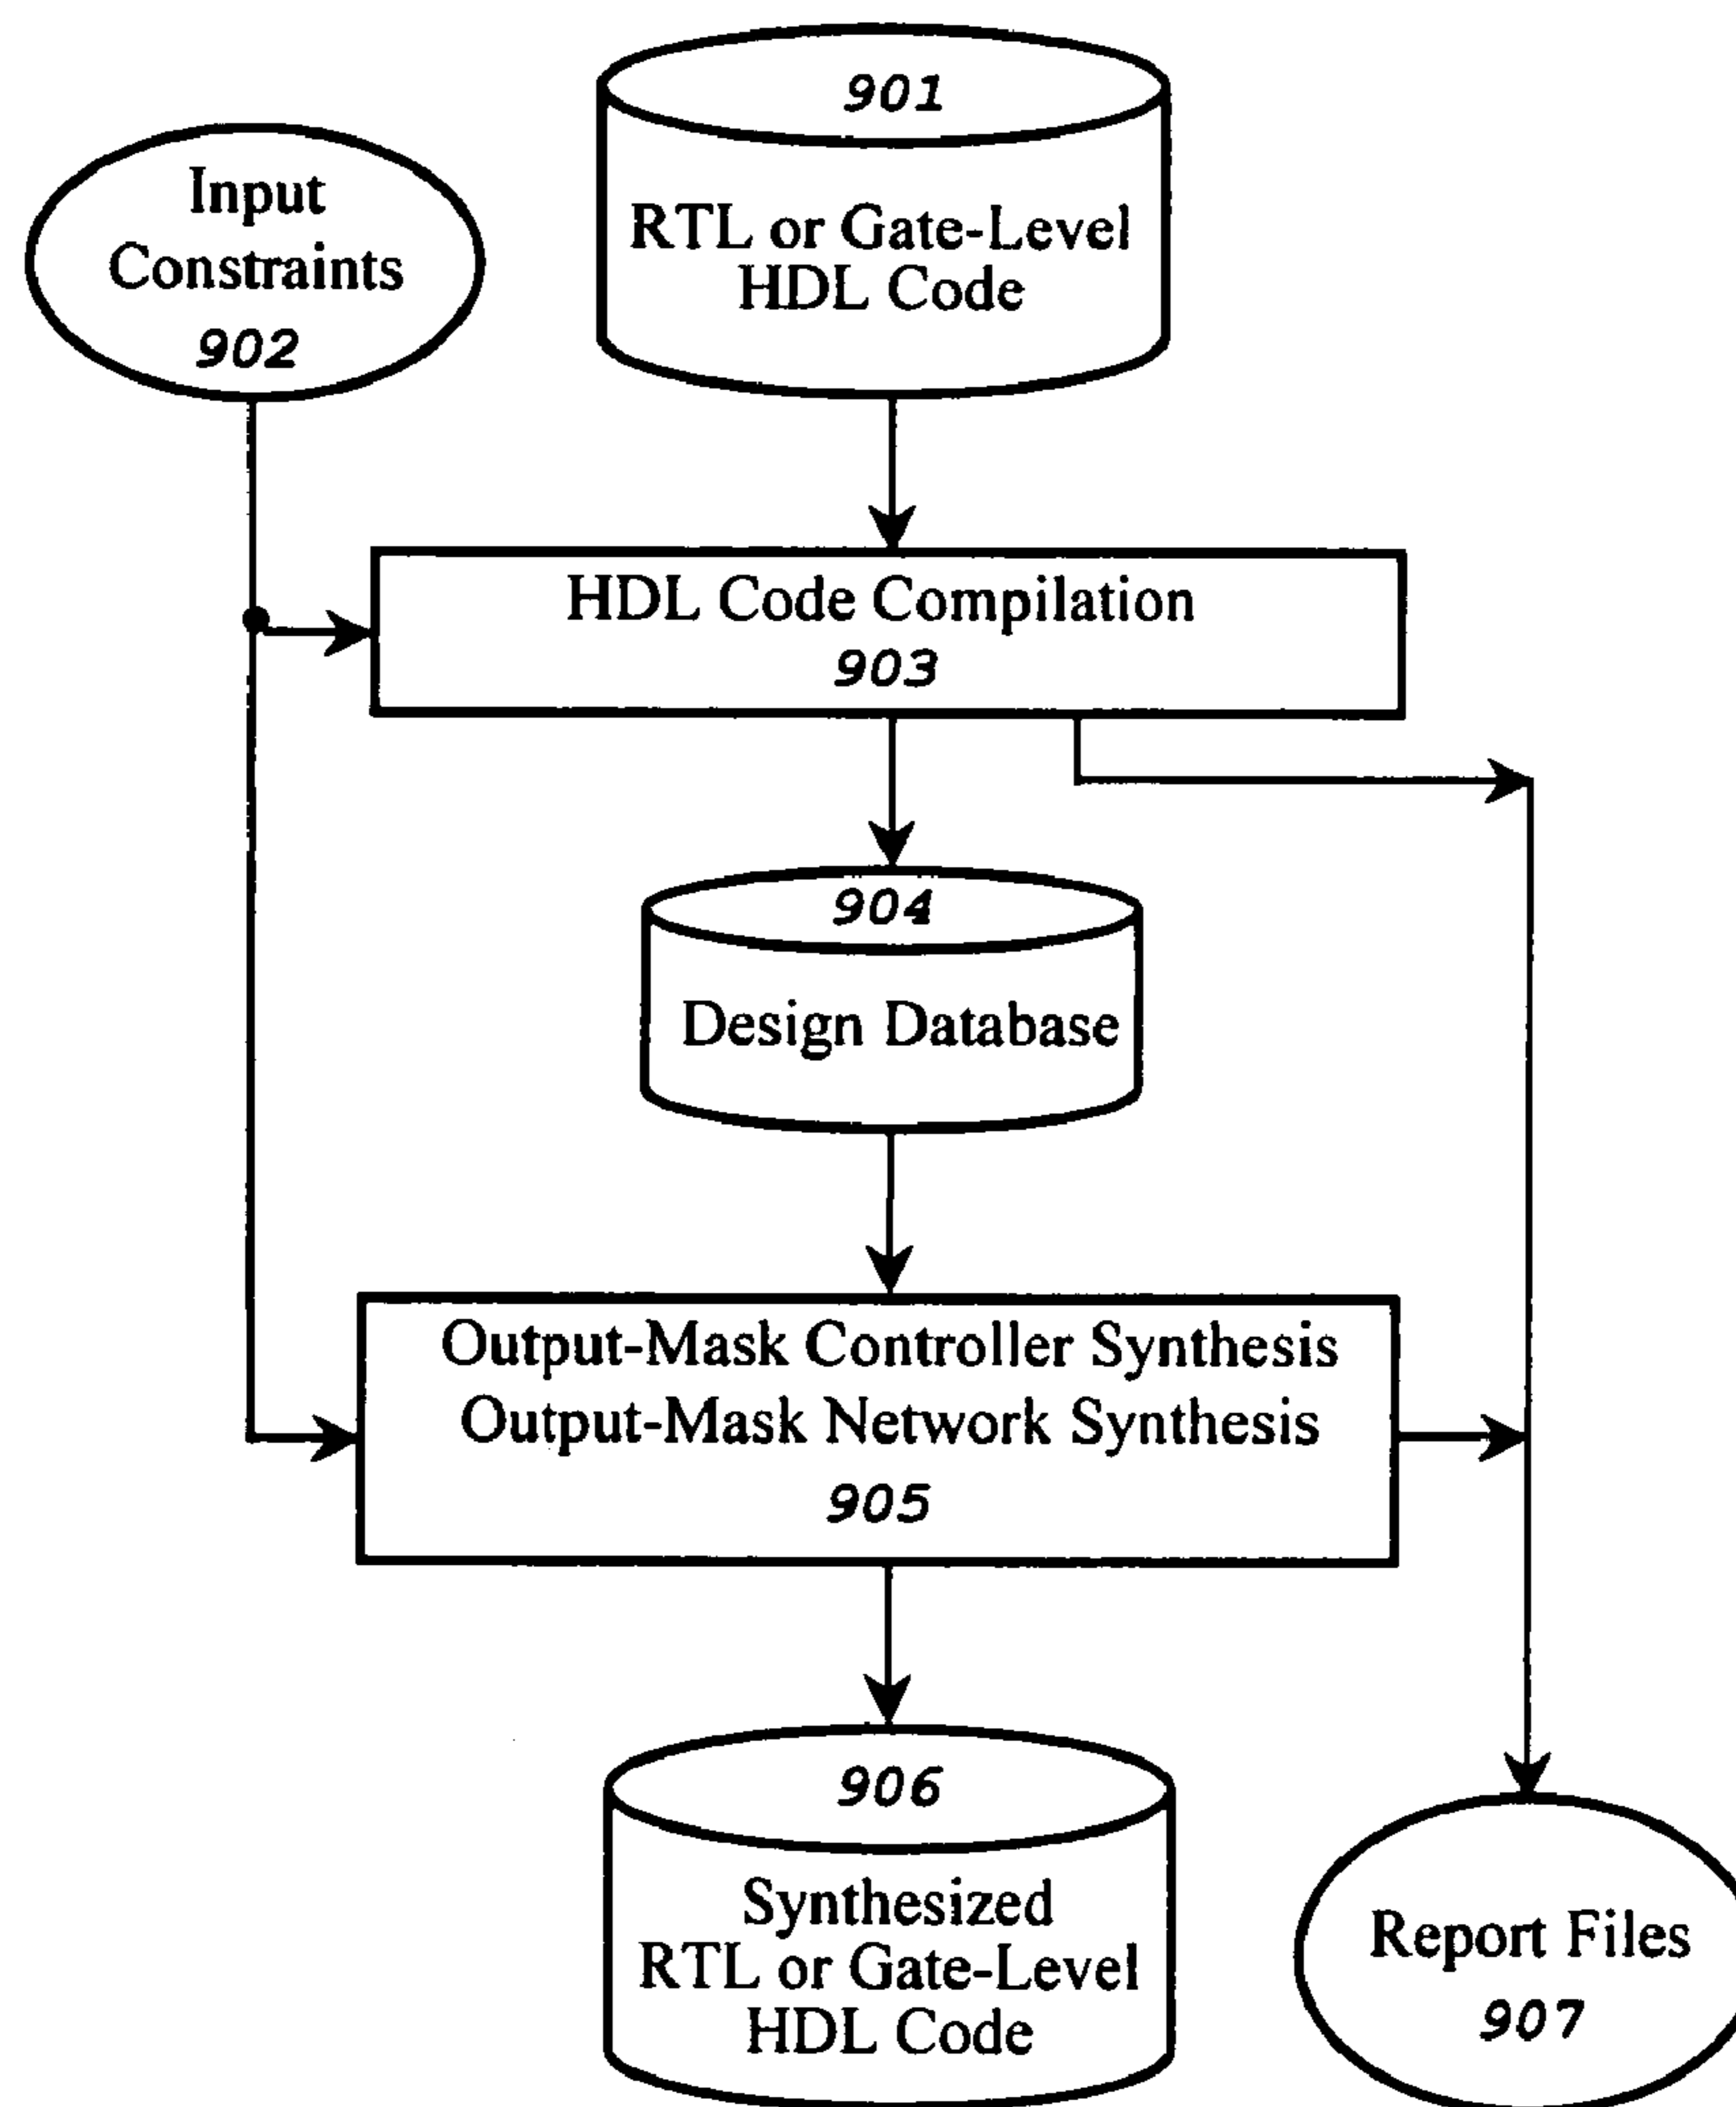 901
RTL or Gate-Level
HDL Code
Input
Constraints
902
HDL Code Compilation
903
904
Design Database
Output-Mask Controller Synthesis
Output-Mask Network Synthesis
905
906
Synthesized
RTL or Gate-Level
HDL Code
Report Files
907